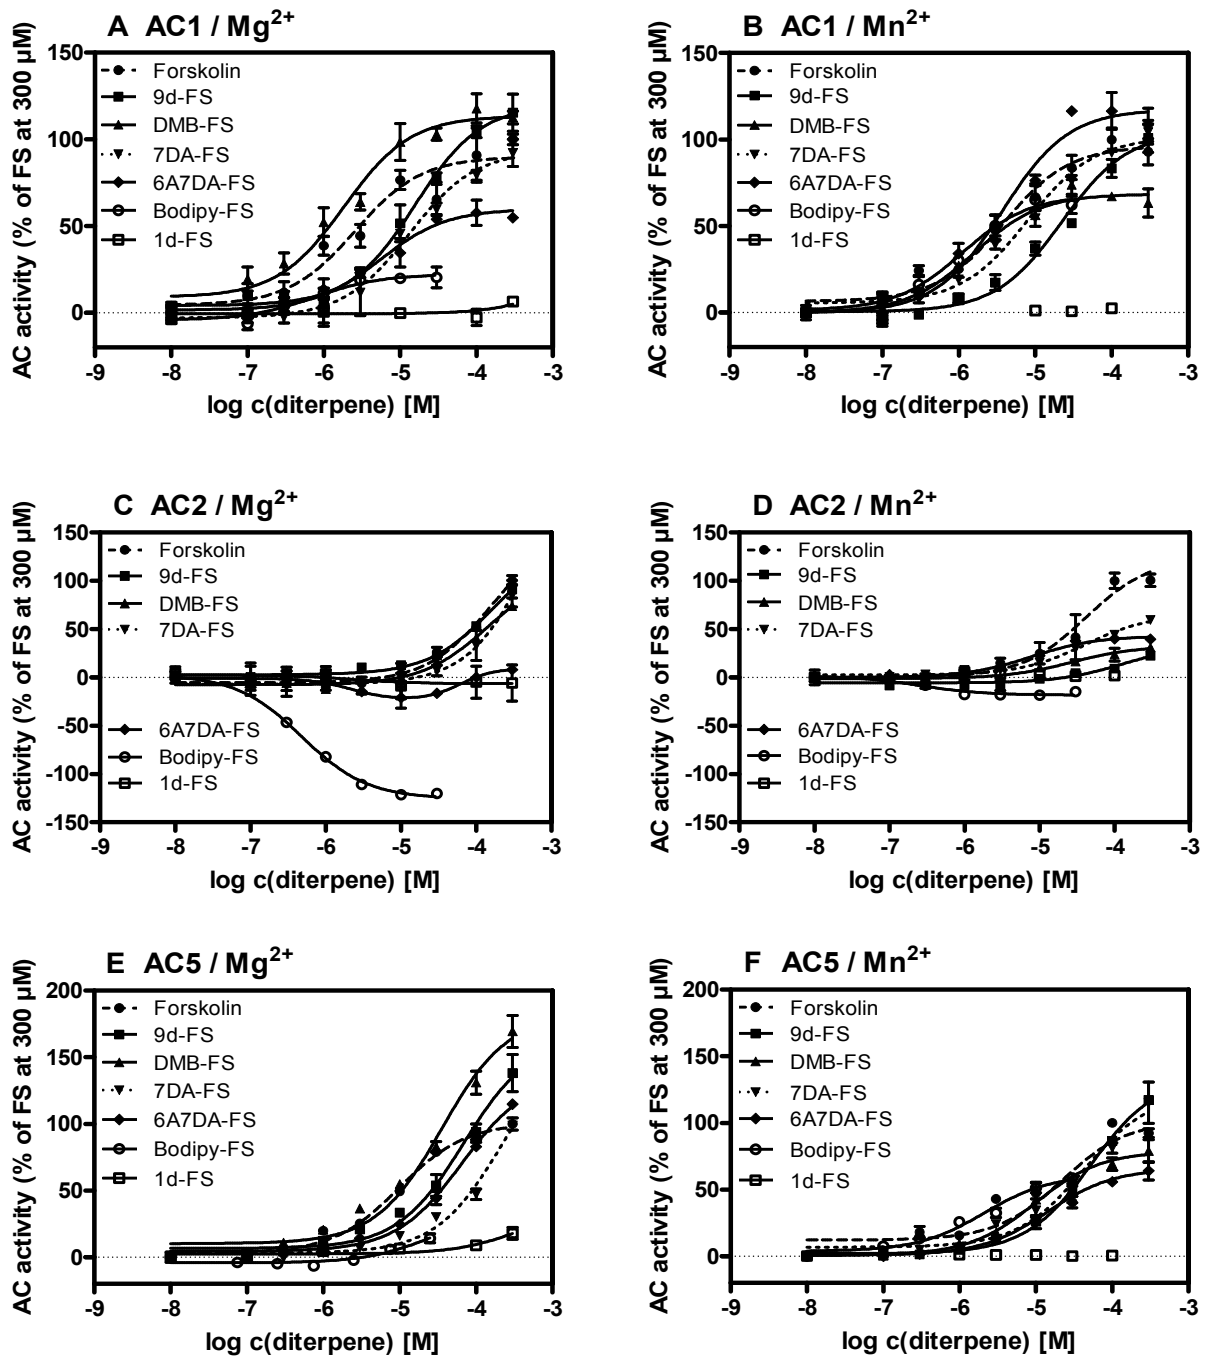 A AC1 / Mg²⁺
AC activity (% of FS at 300 µM)
150
100
50
0
Forskolin
9d-FS
DMB-FS
7DA-FS
6A7DA-FS
Bodipy-FS
1d-FS
-9 -8 -7 -6 -5 -4 -3
log c(diterpene) [M]
B AC1 / Mn²⁺
AC activity (% of FS at 300 µM)
150
100
50
0
Forskolin
9d-FS
DMB-FS
7DA-FS
6A7DA-FS
Bodipy-FS
1d-FS
-9 -8 -7 -6 -5 -4 -3
log c(diterpene) [M]
C AC2 / Mg²⁺
AC activity (% of FS at 300 µM)
150
100
50
0
-50
-100
-150
Forskolin
9d-FS
DMB-FS
7DA-FS
6A7DA-FS
Bodipy-FS
1d-FS
-9 -8 -7 -6 -5 -4 -3
log c(diterpene) [M]
D AC2 / Mn²⁺
AC activity (% of FS at 300 µM)
150
100
50
0
-50
-100
-150
Forskolin
9d-FS
DMB-FS
7DA-FS
6A7DA-FS
Bodipy-FS
1d-FS
-9 -8 -7 -6 -5 -4 -3
log c(diterpene) [M]
E AC5 / Mg²⁺
AC activity (% of FS at 300 µM)
200
150
100
50
0
Forskolin
9d-FS
DMB-FS
7DA-FS
6A7DA-FS
Bodipy-FS
1d-FS
-9 -8 -7 -6 -5 -4 -3
log c(diterpene) [M]
F AC5 / Mn²⁺
AC activity (% of FS at 300 µM)
200
150
100
50
0
Forskolin
9d-FS
DMB-FS
7DA-FS
6A7DA-FS
Bodipy-FS
1d-FS
-9 -8 -7 -6 -5 -4 -3
log c(diterpene) [M]